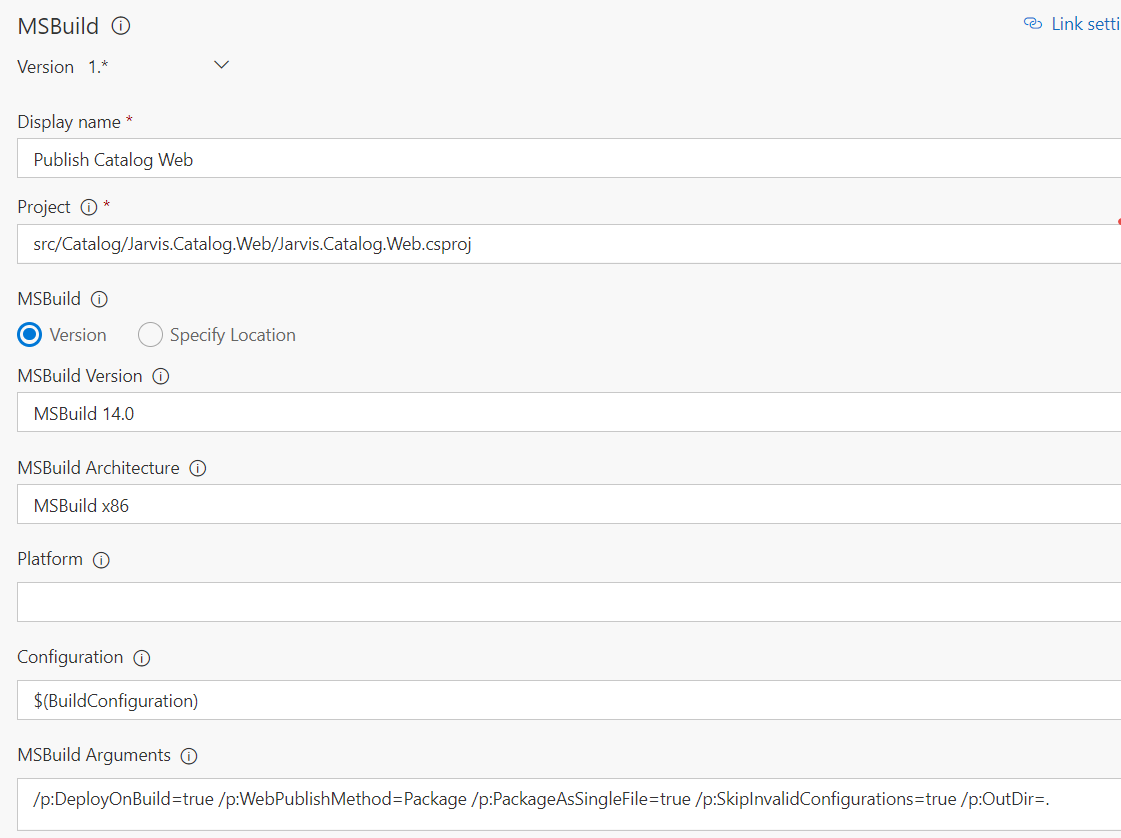 MSBuild
Link setti
Version 1.*
Display name *
Publish Catalog Web
Project *
src/Catalog/Jarvis.Catalog.Web/Jarvis.Catalog.Web.csproj
MSBuild
Version Specify Location
MSBuild Version
MSBuild 14.0
MSBuild Architecture
MSBuild x86
Platform
Configuration
$(BuildConfiguration)
MSBuild Arguments
/p:DeployOnBuild=true /p:WebPublishMethod=Package /p:PackageAsSingleFile=true /p:SkipInvalidConfigurations=true /p:OutDir=.